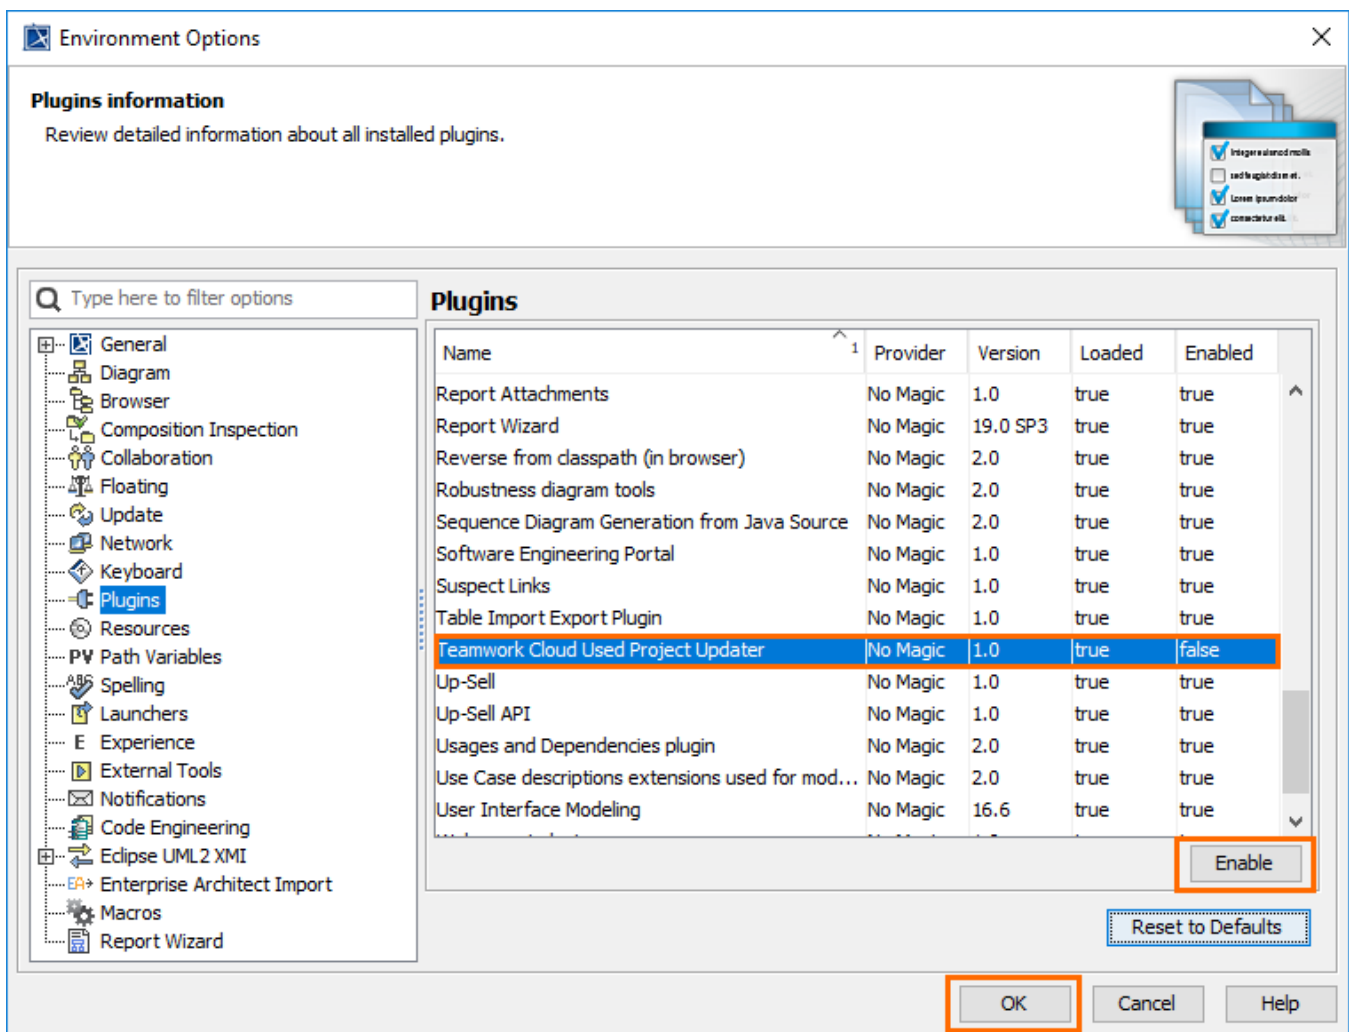 Environment Options
Plugins information
Review detailed information about all installed plugins.
Lorem ipsum dolor
Type here to filter options
General
Diagram
Browser
Composition Inspection
Collaboration
Floating
Update
Network
Keyboard
Plugins
Resources
PV Path Variables
ABC Spelling
Launchers
E Experience
External Tools
Notifications
Code Engineering
Eclipse UML2 XMI
EA Enterprise Architect Import
Macros
Report Wizard
Plugins
Name 1 Provider Version Loaded Enabled
Report Attachments No Magic 1.0 true true
Report Wizard No Magic 19.0 SP3 true true
Reverse from classpath (in browser) No Magic 2.0 true true
Robustness diagram tools No Magic 2.0 true true
Sequence Diagram Generation from Java Source No Magic 2.0 true true
Software Engineering Portal No Magic 1.0 true true
Suspect Links No Magic 1.0 true true
Table Import Export Plugin No Magic 1.0 true true
Teamwork Cloud Used Project Updater No Magic 1.0 true false
Up-Sell No Magic 1.0 true true
Up-Sell API No Magic 1.0 true true
Usages and Dependencies plugin No Magic 2.0 true true
Use Case descriptions extensions used for mod... No Magic 2.0 true true
User Interface Modeling No Magic 16.6 true true
Enable
Reset to Defaults
OK Cancel Help